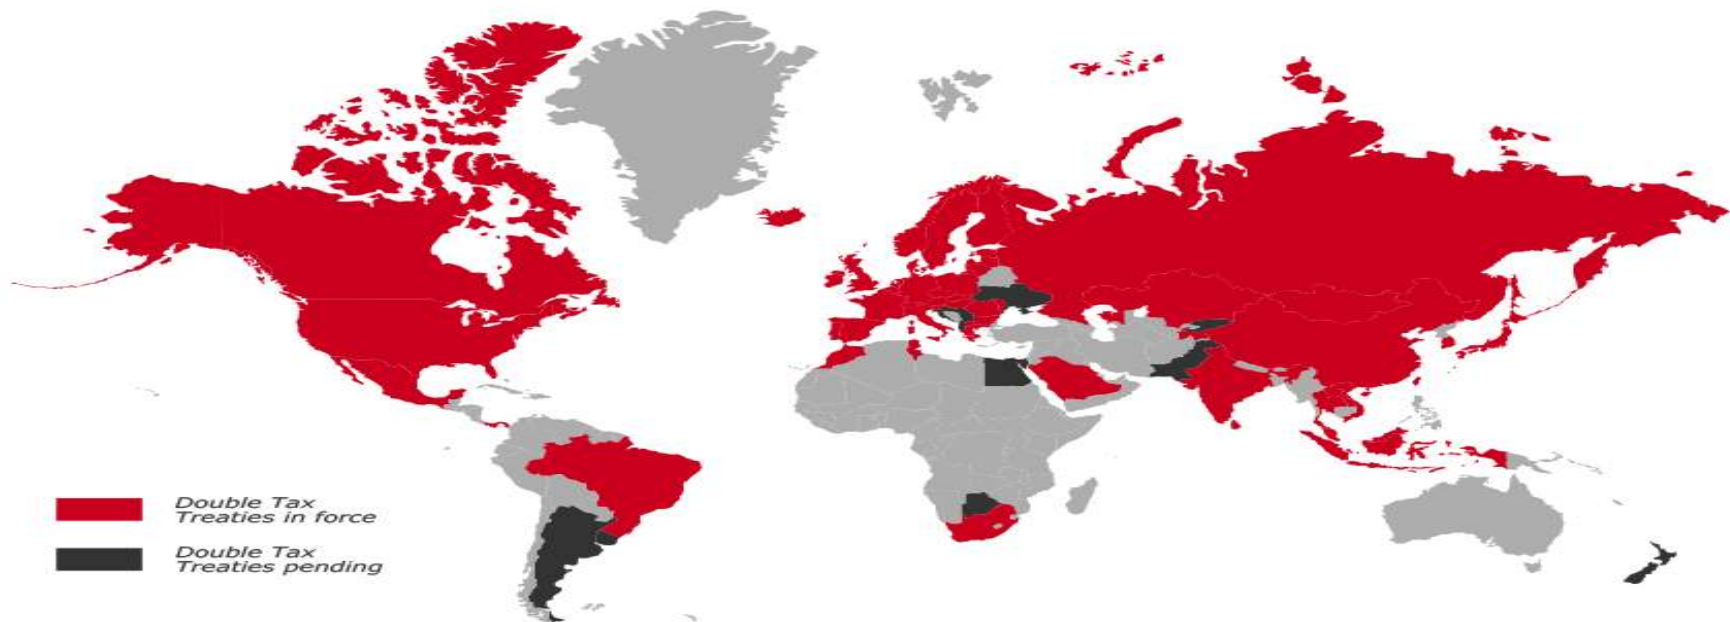 Double Tax
Treaties in force
Double Tax
Treaties pending